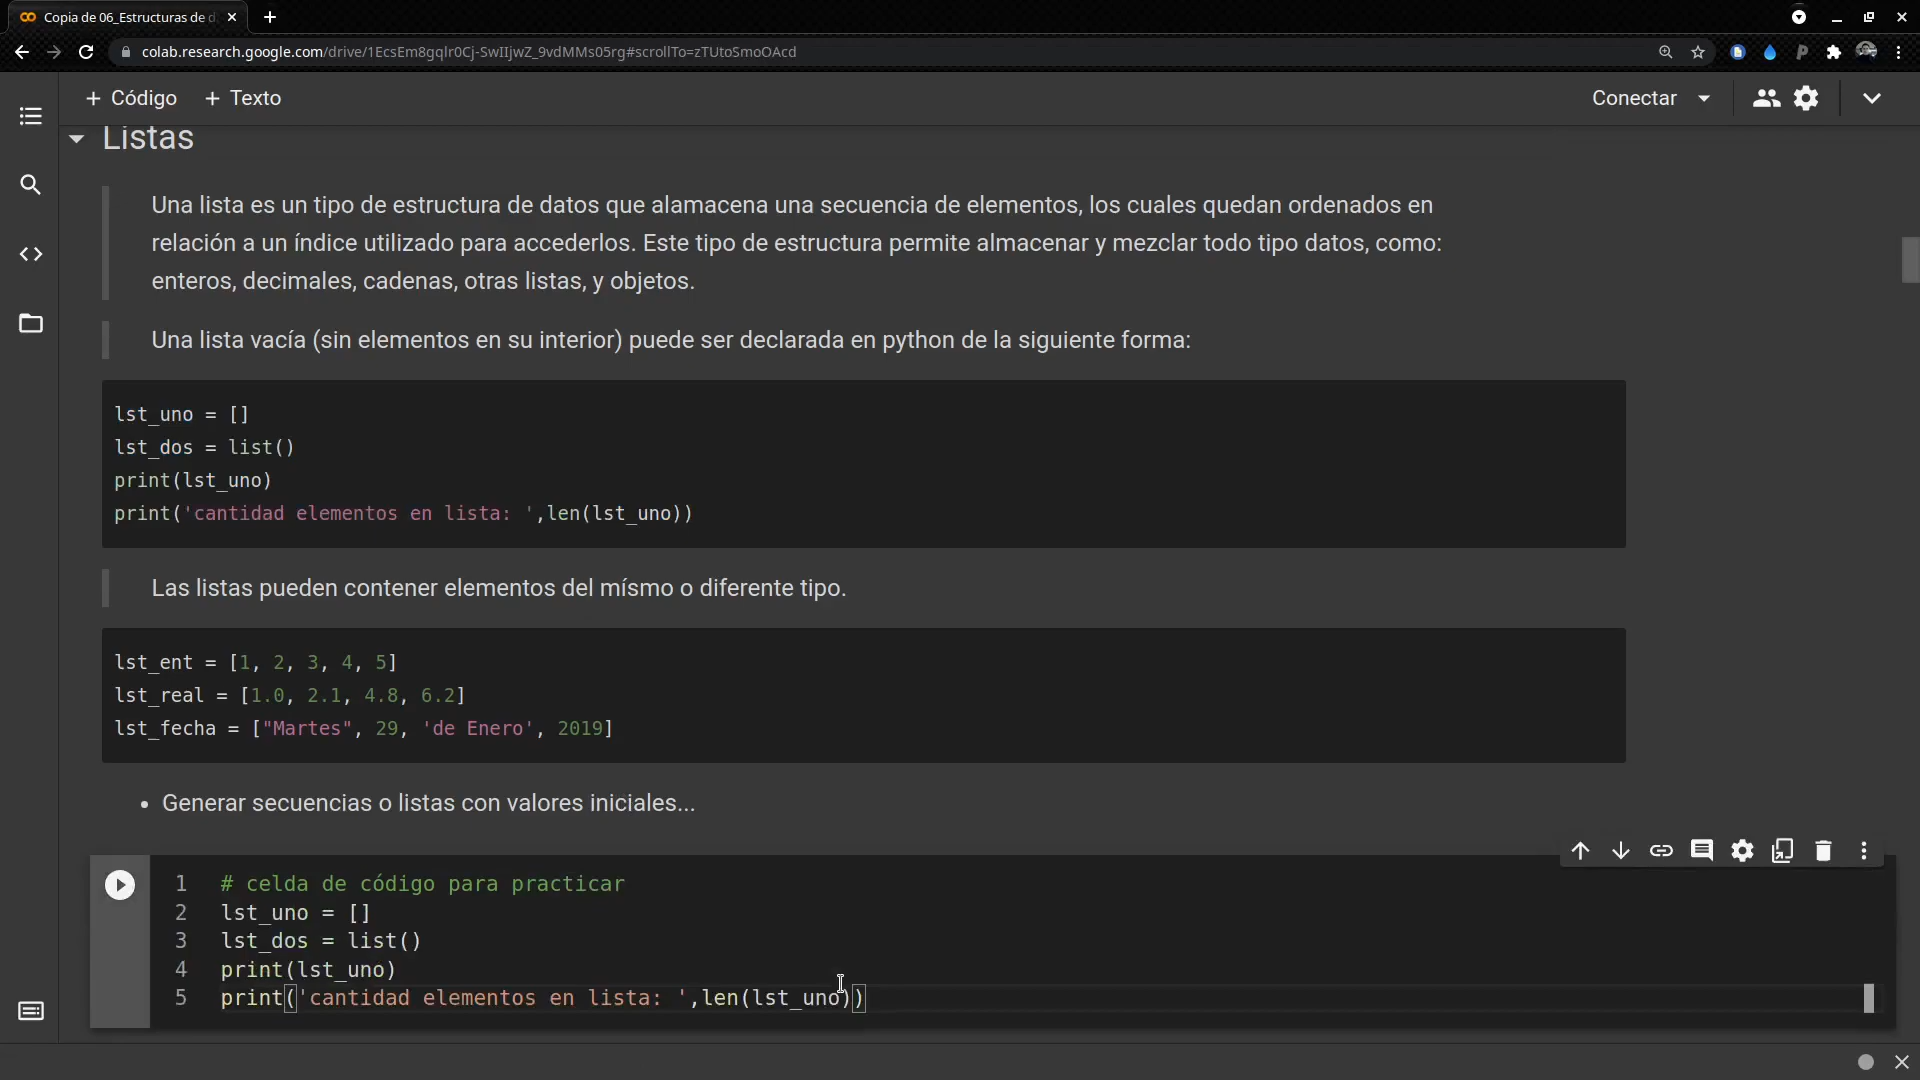 Copia de 06_Estructuras de d
colab.research.google.com/drive/1EcsEm8gqlr0Cj-SwIIjwZ_9vdMMs05rg#scrollTo=zTUtoSmoOAcd
+ Código + Texto
Conectar
Listas
Una lista es un tipo de estructura de datos que alamacena una secuencia de elementos, los cuales quedan ordenados en
relación a un índice utilizado para accederlos. Este tipo de estructura permite almacenar y mezclar todo tipo datos, como:
enteros, decimales, cadenas, otras listas, y objetos.
Una lista vacía (sin elementos en su interior) puede ser declarada en python de la siguiente forma:
lst_uno = []
lst_dos = list()
print(lst_uno)
print('cantidad elementos en lista: ',len(lst_uno))
Las listas pueden contener elementos del mísmo o diferente tipo.
lst_ent = [1, 2, 3, 4, 5]
lst_real = [1.0, 2.1, 4.8, 6.2]
lst_fecha = ["Martes", 29, 'de Enero', 2019]
• Generar secuencias o listas con valores iniciales...
1 # celda de código para practicar
2 lst_uno = []
3 lst_dos = list()
4 print(lst_uno)
5 print('cantidad elementos en lista: ',len(lst_uno))